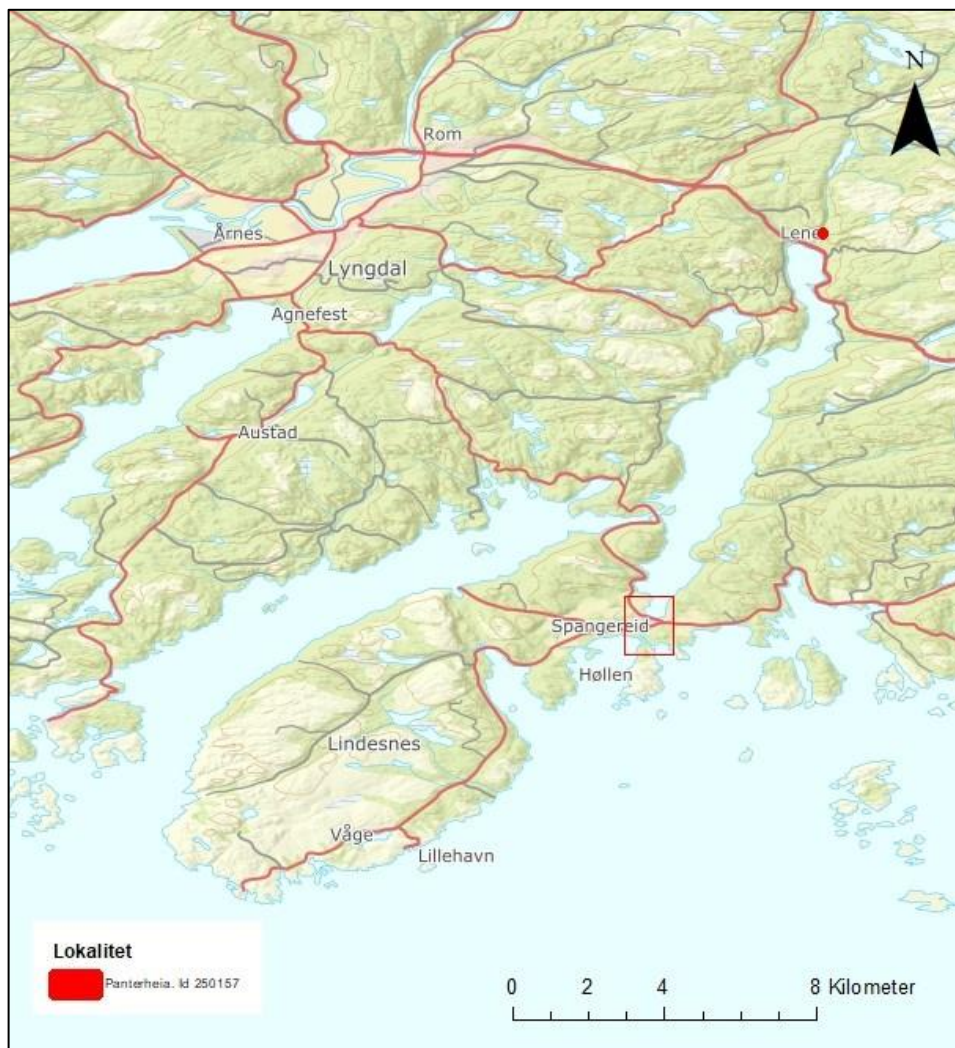 N
Rom
Lene
Årnes
Lyngdal
Agnefest
Austad
Spangereid
Høllen
Lindesnes
Våge
Lillehavn
Lokalitet
Panterheia. Id 250157
0 2 4 8 Kilometer